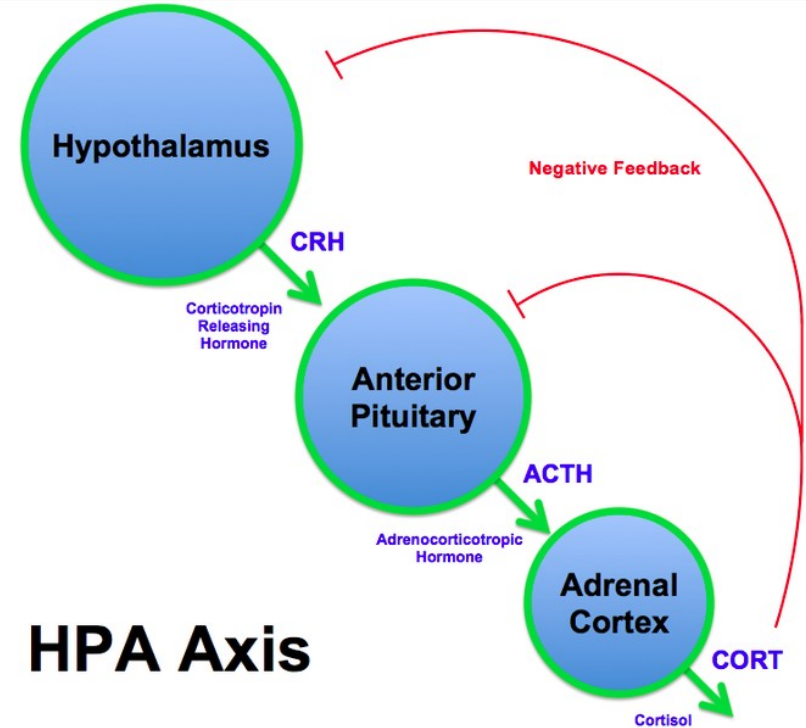 Hypothalamus
Negative Feedback
CRH
Corticotropin
Releasing
Hormone
Anterior
Pituitary
ACTH
Adrenocorticotropic
Hormone
Adrenal
Cortex
HPA Axis
CORT
Cortisol